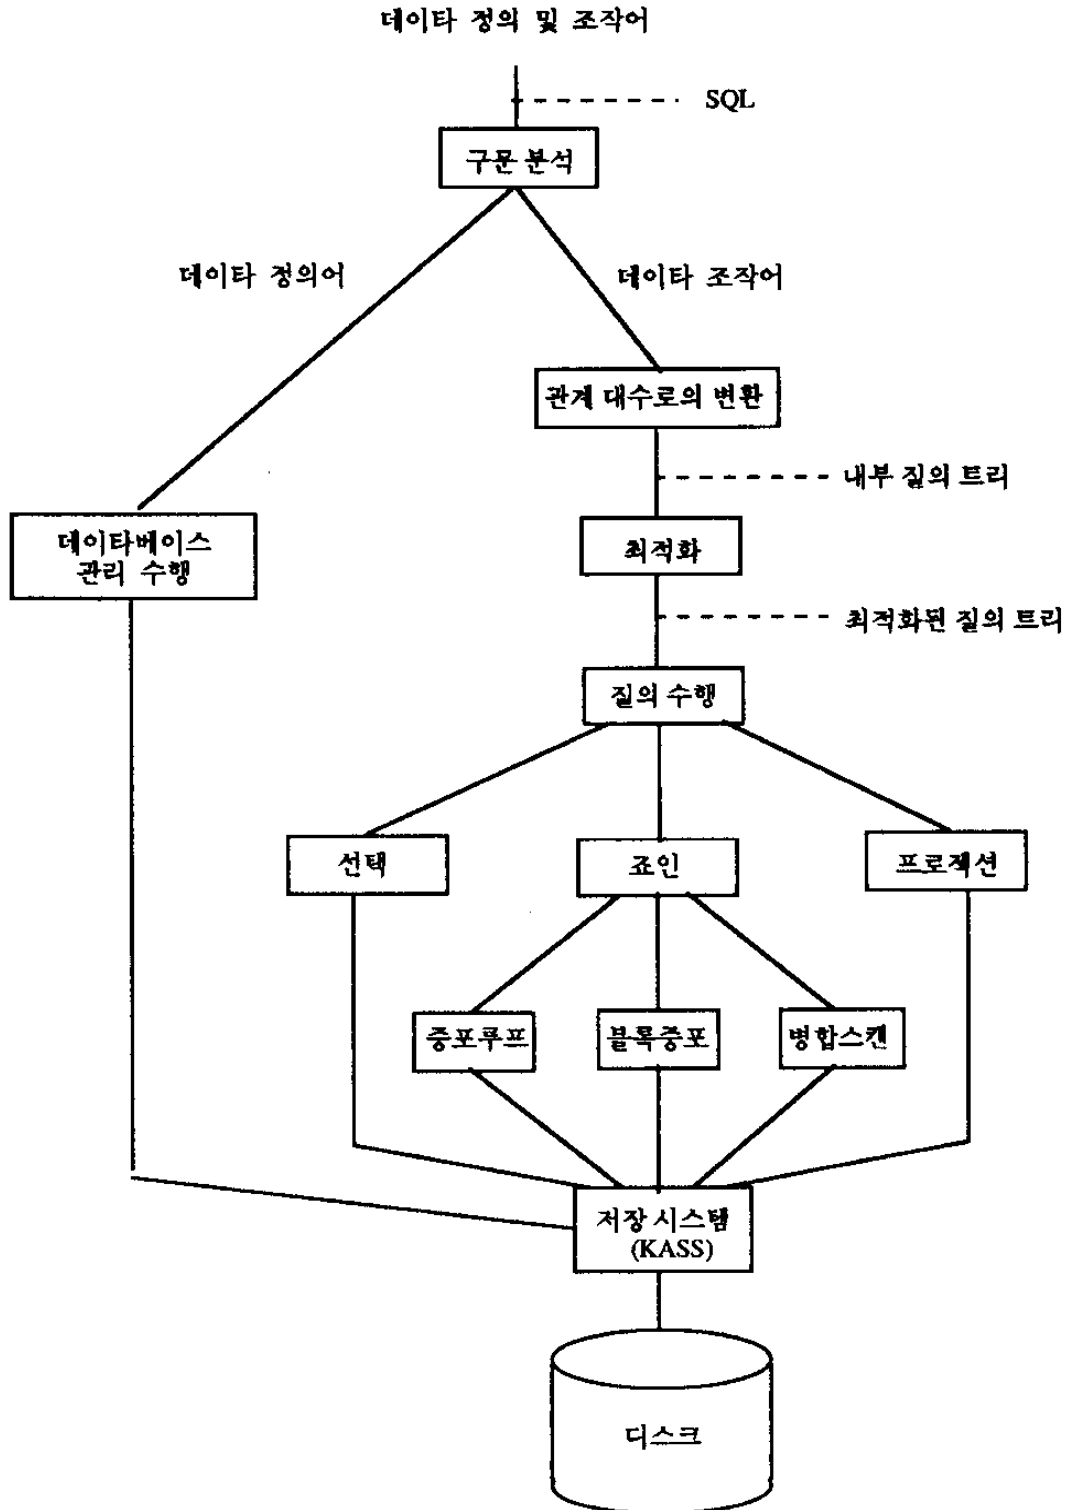 데이타 정의 및 조작어
SQL
구문 분석
데이타 정의어
데이타 조작어
관계 대수로의 변환
내부 질의 트리
데이타베이스
관리 수행
최적화
최적화된 질의 트리
질의 수행
선택
죠인
프로젝션
중포루프
블록중포
병합스캔
저장 시스템
(KASS)
디스크